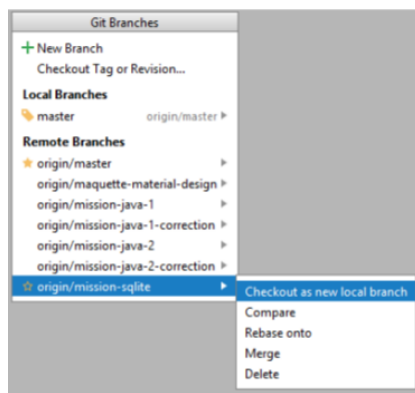 Git Branches
New Branch
Checkout Tag or Revision...
Local Branches
master origin/master
Remote Branches
origin/master
origin/maquette-material-design
origin/mission-java-1
origin/mission-java-1-correction
origin/mission-java-2
origin/mission-java-2-correction
origin/mission-sqlite
Checkout as new local branch
Compare
Rebase onto
Merge
Delete